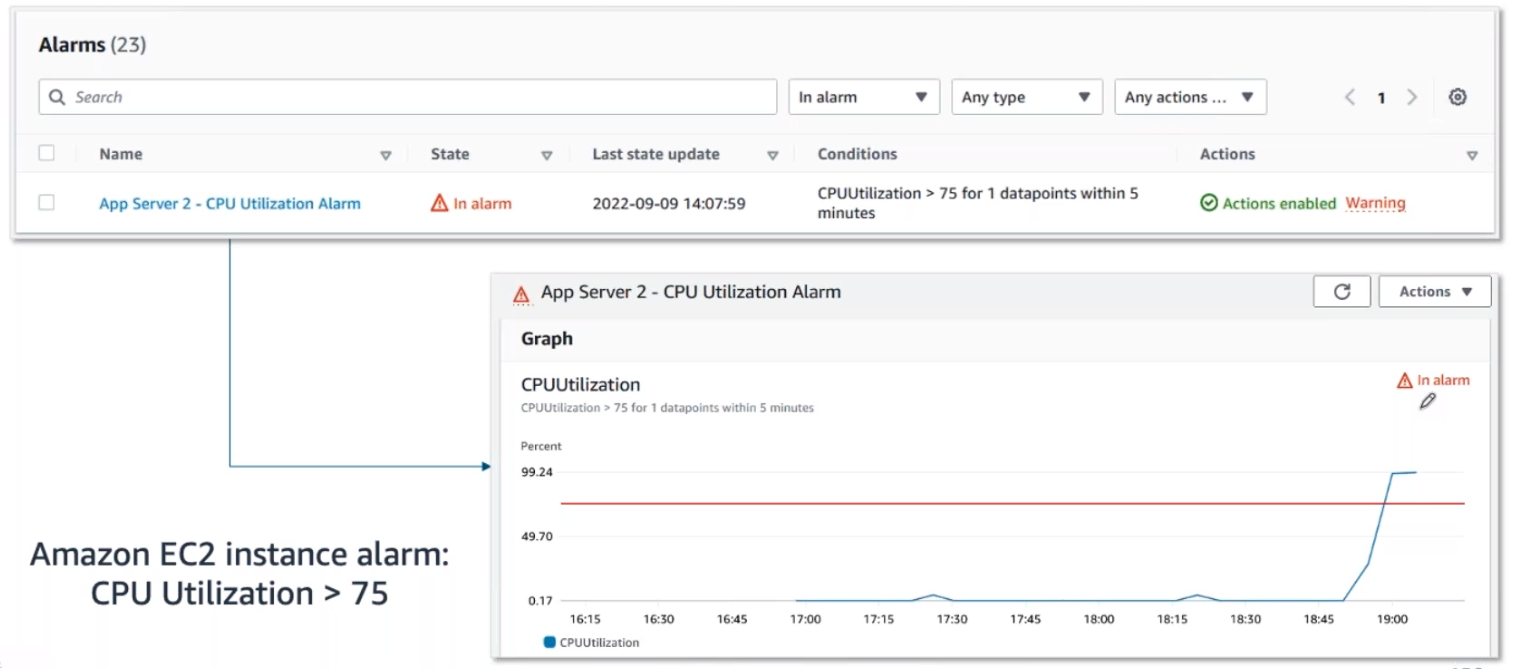 Alarms (23)
Search
In alarm
Any type
Any actions ...
1
Name
State
Last state update
Conditions
Actions
App Server 2 - CPU Utilization Alarm
In alarm
2022-09-09 14:07:59
CPUUtilization > 75 for 1 datapoints within 5
minutes
Actions enabled Warning
App Server 2 - CPU Utilization Alarm
Actions
Graph
CPUUtilization
In alarm
CPUUtilization > 75 for 1 datapoints within 5 minutes
Percent
99.24
49.70
0.17
16:15 16:30 16:45 17:00 17:15 17:30 17:45 18:00 18:15 18:30 18:45 19:00
CPUUtilization
Amazon EC2 instance alarm:
CPU Utilization > 75